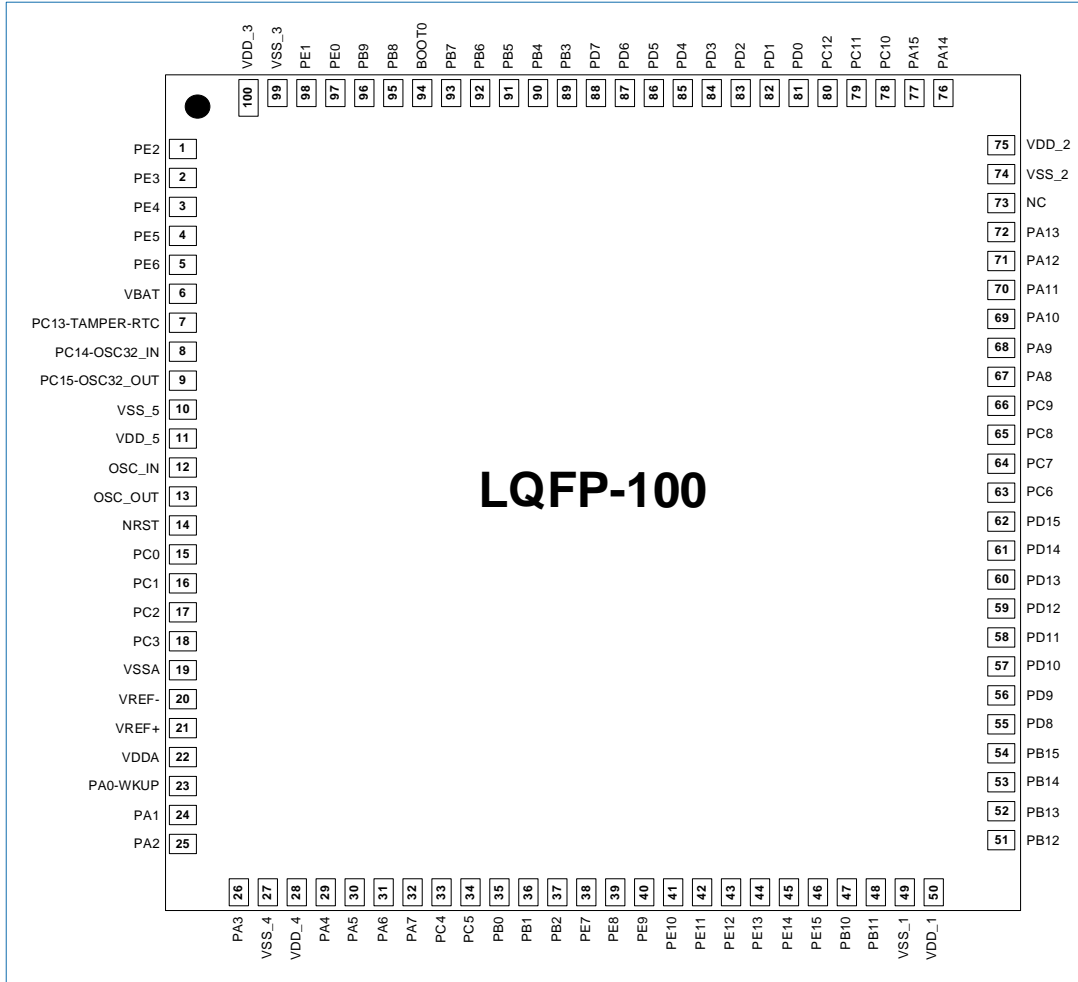 VDD_3
VSS_3
PE1
PE0
PB9
PB8
BOOT0
PB7
PB6
PB5
PB4
PB3
PD7
PD6
PD5
PD4
PD3
PD2
PD1
PD0
PC12
PC11
PC10
PA15
PA14
100
99
98
97
96
95
94
93
92
91
90
89
88
87
86
85
84
83
82
81
80
79
78
77
76
PE2 1
PE3 2
PE4 3
PE5 4
PE6 5
VBAT 6
PC13-TAMPER-RTC 7
PC14-OSC32_IN 8
PC15-OSC32_OUT 9
VSS_5 10
VDD_5 11
OSC_IN 12
OSC_OUT 13
NRST 14
PC0 15
PC1 16
PC2 17
PC3 18
VSSA 19
VREF- 20
VREF+ 21
VDDA 22
PA0-WKUP 23
PA1 24
PA2 25
LQFP-100
75 VDD_2
74 VSS_2
73 NC
72 PA13
71 PA12
70 PA11
69 PA10
68 PA9
67 PA8
66 PC9
65 PC8
64 PC7
63 PC6
62 PD15
61 PD14
60 PD13
59 PD12
58 PD11
57 PD10
56 PD9
55 PD8
54 PB15
53 PB14
52 PB13
51 PB12
26
27
28
29
30
31
32
33
34
35
36
37
38
39
40
41
42
43
44
45
46
47
48
49
50
PA3
VSS_4
VDD_4
PA4
PA5
PA6
PA7
PC4
PC5
PB0
PB1
PB2
PE7
PE8
PE9
PE10
PE11
PE12
PE13
PE14
PE15
PB10
PB11
VSS_1
VDD_1